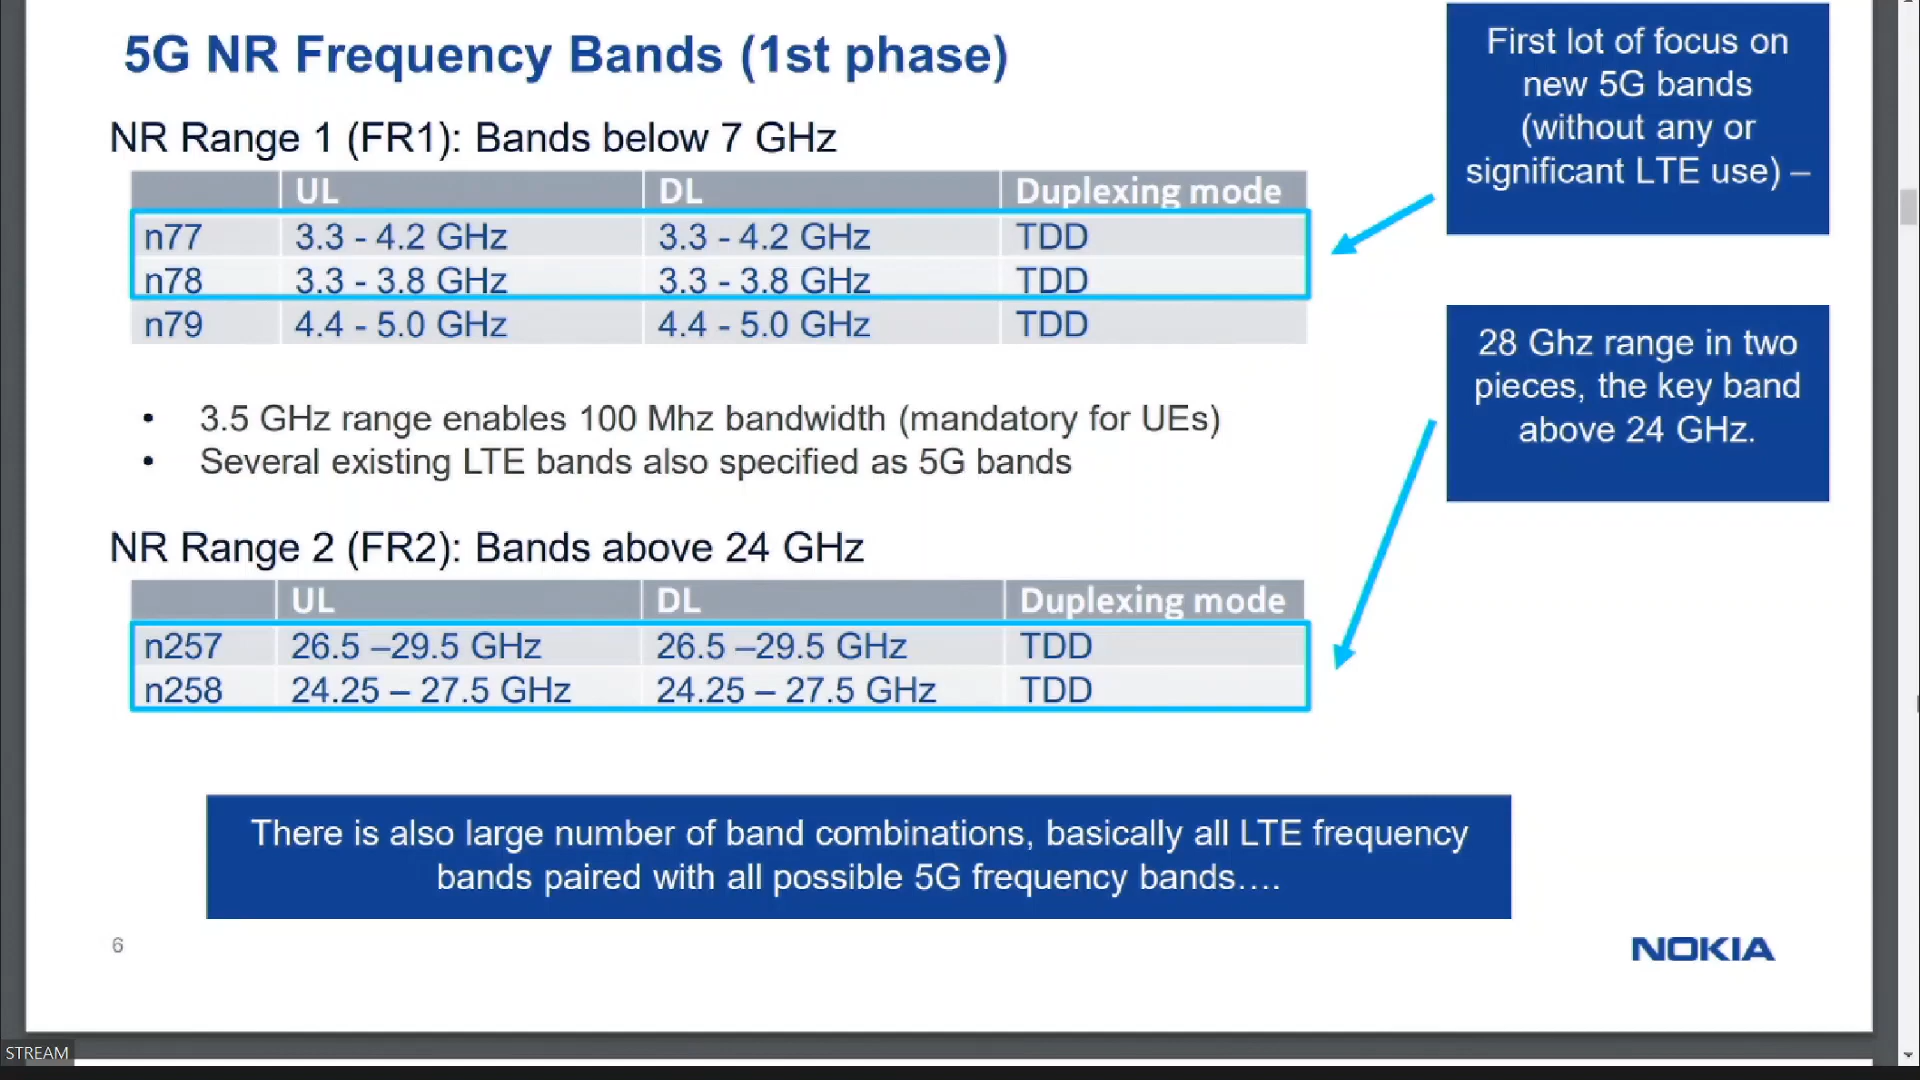 5G NR Frequency Bands (1st phase)
First lot of focus on
new 5G bands
(without any or
significant LTE use) –
NR Range 1 (FR1): Bands below 7 GHz
UL DL Duplexing mode
n77 3.3 - 4.2 GHz 3.3 - 4.2 GHz TDD
n78 3.3 - 3.8 GHz 3.3 - 3.8 GHz TDD
n79 4.4 - 5.0 GHz 4.4 - 5.0 GHz TDD
28 Ghz range in two
pieces, the key band
above 24 GHz.
• 3.5 GHz range enables 100 Mhz bandwidth (mandatory for UEs)
• Several existing LTE bands also specified as 5G bands
NR Range 2 (FR2): Bands above 24 GHz
UL DL Duplexing mode
n257 26.5 –29.5 GHz 26.5 –29.5 GHz TDD
n258 24.25 – 27.5 GHz 24.25 – 27.5 GHz TDD
There is also large number of band combinations, basically all LTE frequency
bands paired with all possible 5G frequency bands….
6
NOKIA
STREAM